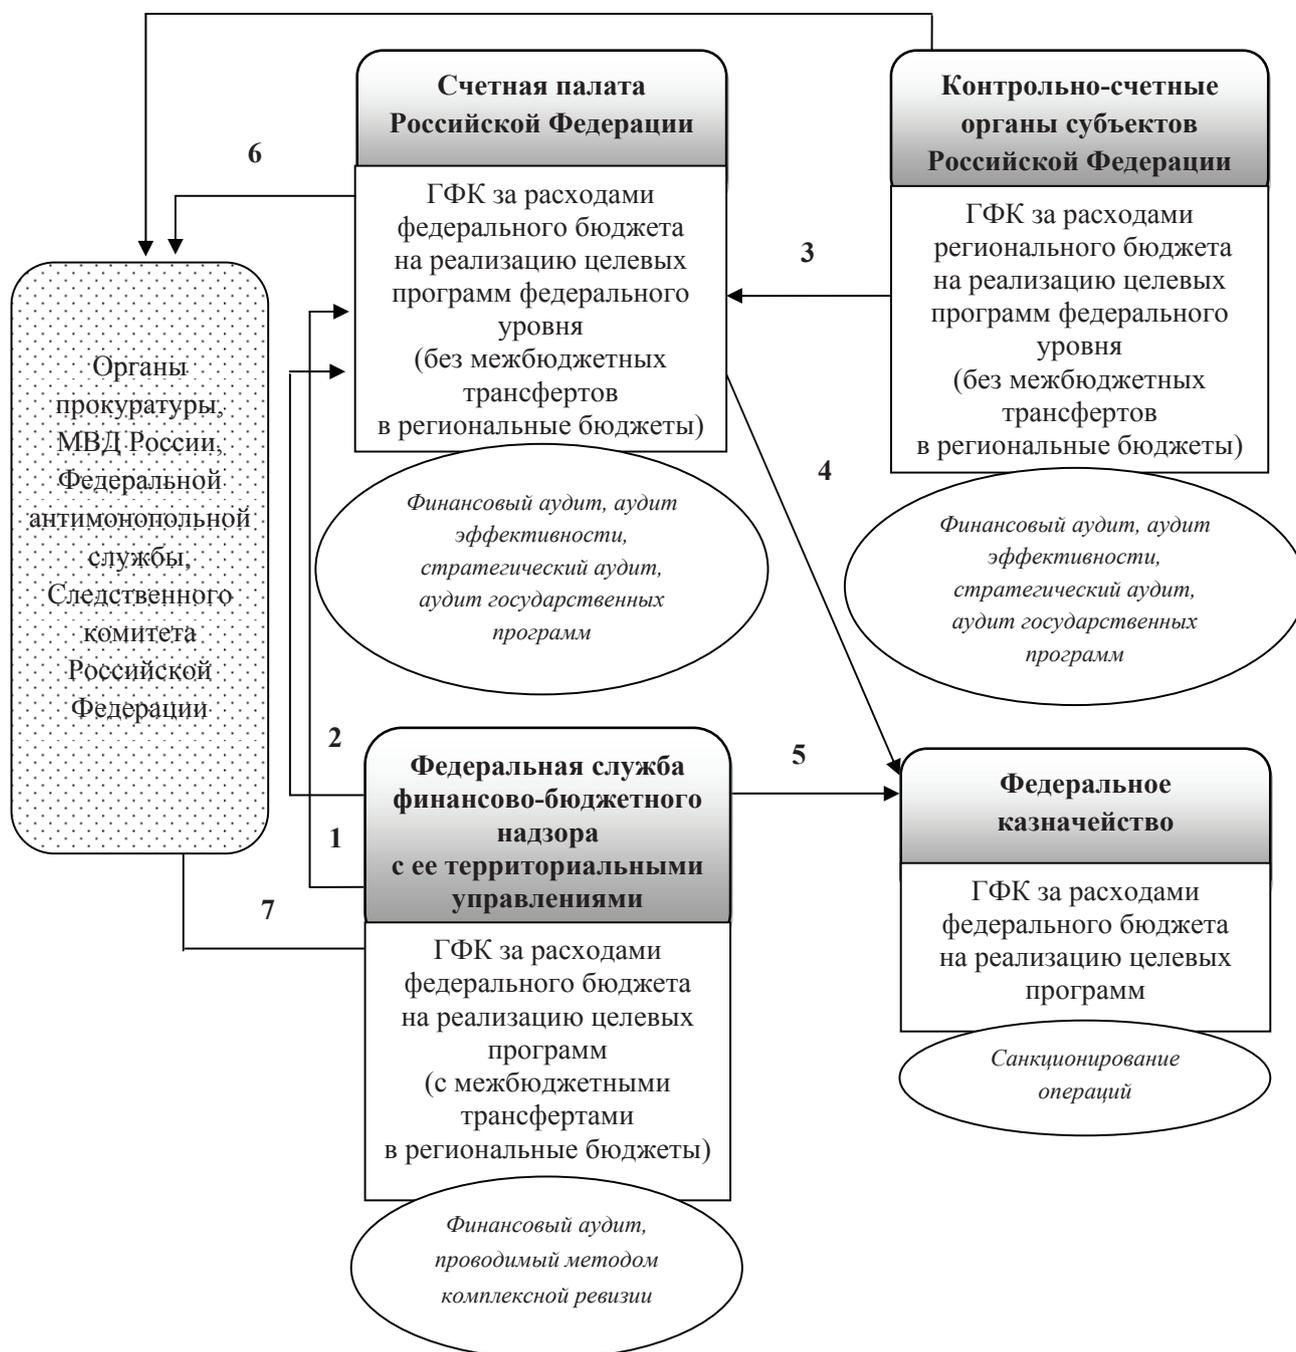 Счетная палата
Российской Федерации
ГФК за расходами
федерального бюджета
на реализацию целевых
программ федерального
уровня
(без межбюджетных
трансфертов
в региональные бюджеты)
Финансовый аудит, аудит
эффективности,
стратегический аудит,
аудит государственных
программ
Контрольно-счетные
органы субъектов
Российской Федерации
ГФК за расходами
регионального бюджета
на реализацию целевых
программ федерального
уровня
(без межбюджетных
трансфертов
в региональные бюджеты)
Финансовый аудит, аудит
эффективности,
стратегический аудит,
аудит государственных
программ
6
3
4
Органы
прокуратуры,
МВД России,
Федеральной
антимонопольной
службы,
Следственного
комитета
Российской
Федерации
2
1
7
5
Федеральная служба
финансово-бюджетного
надзора
с ее территориальными
управлениями
ГФК за расходами
федерального бюджета
на реализацию целевых
программ
(с межбюджетными
трансфертами
в региональные бюджеты)
Финансовый аудит,
проводимый методом
комплексной ревизии
Федеральное
казначейство
ГФК за расходами
федерального бюджета
на реализацию целевых
программ
Санкционирование
операций